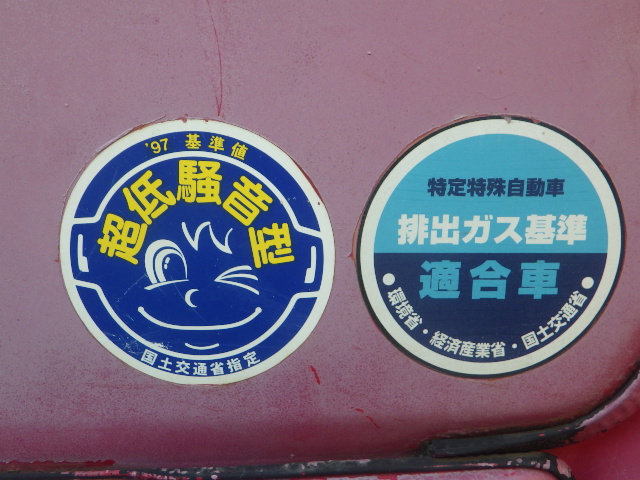 '97 基準値
超低騒音型
国土交通省指定
特定特殊自動車
排出ガス基準
適合車
●環境省・経済産業省・国土交通省●